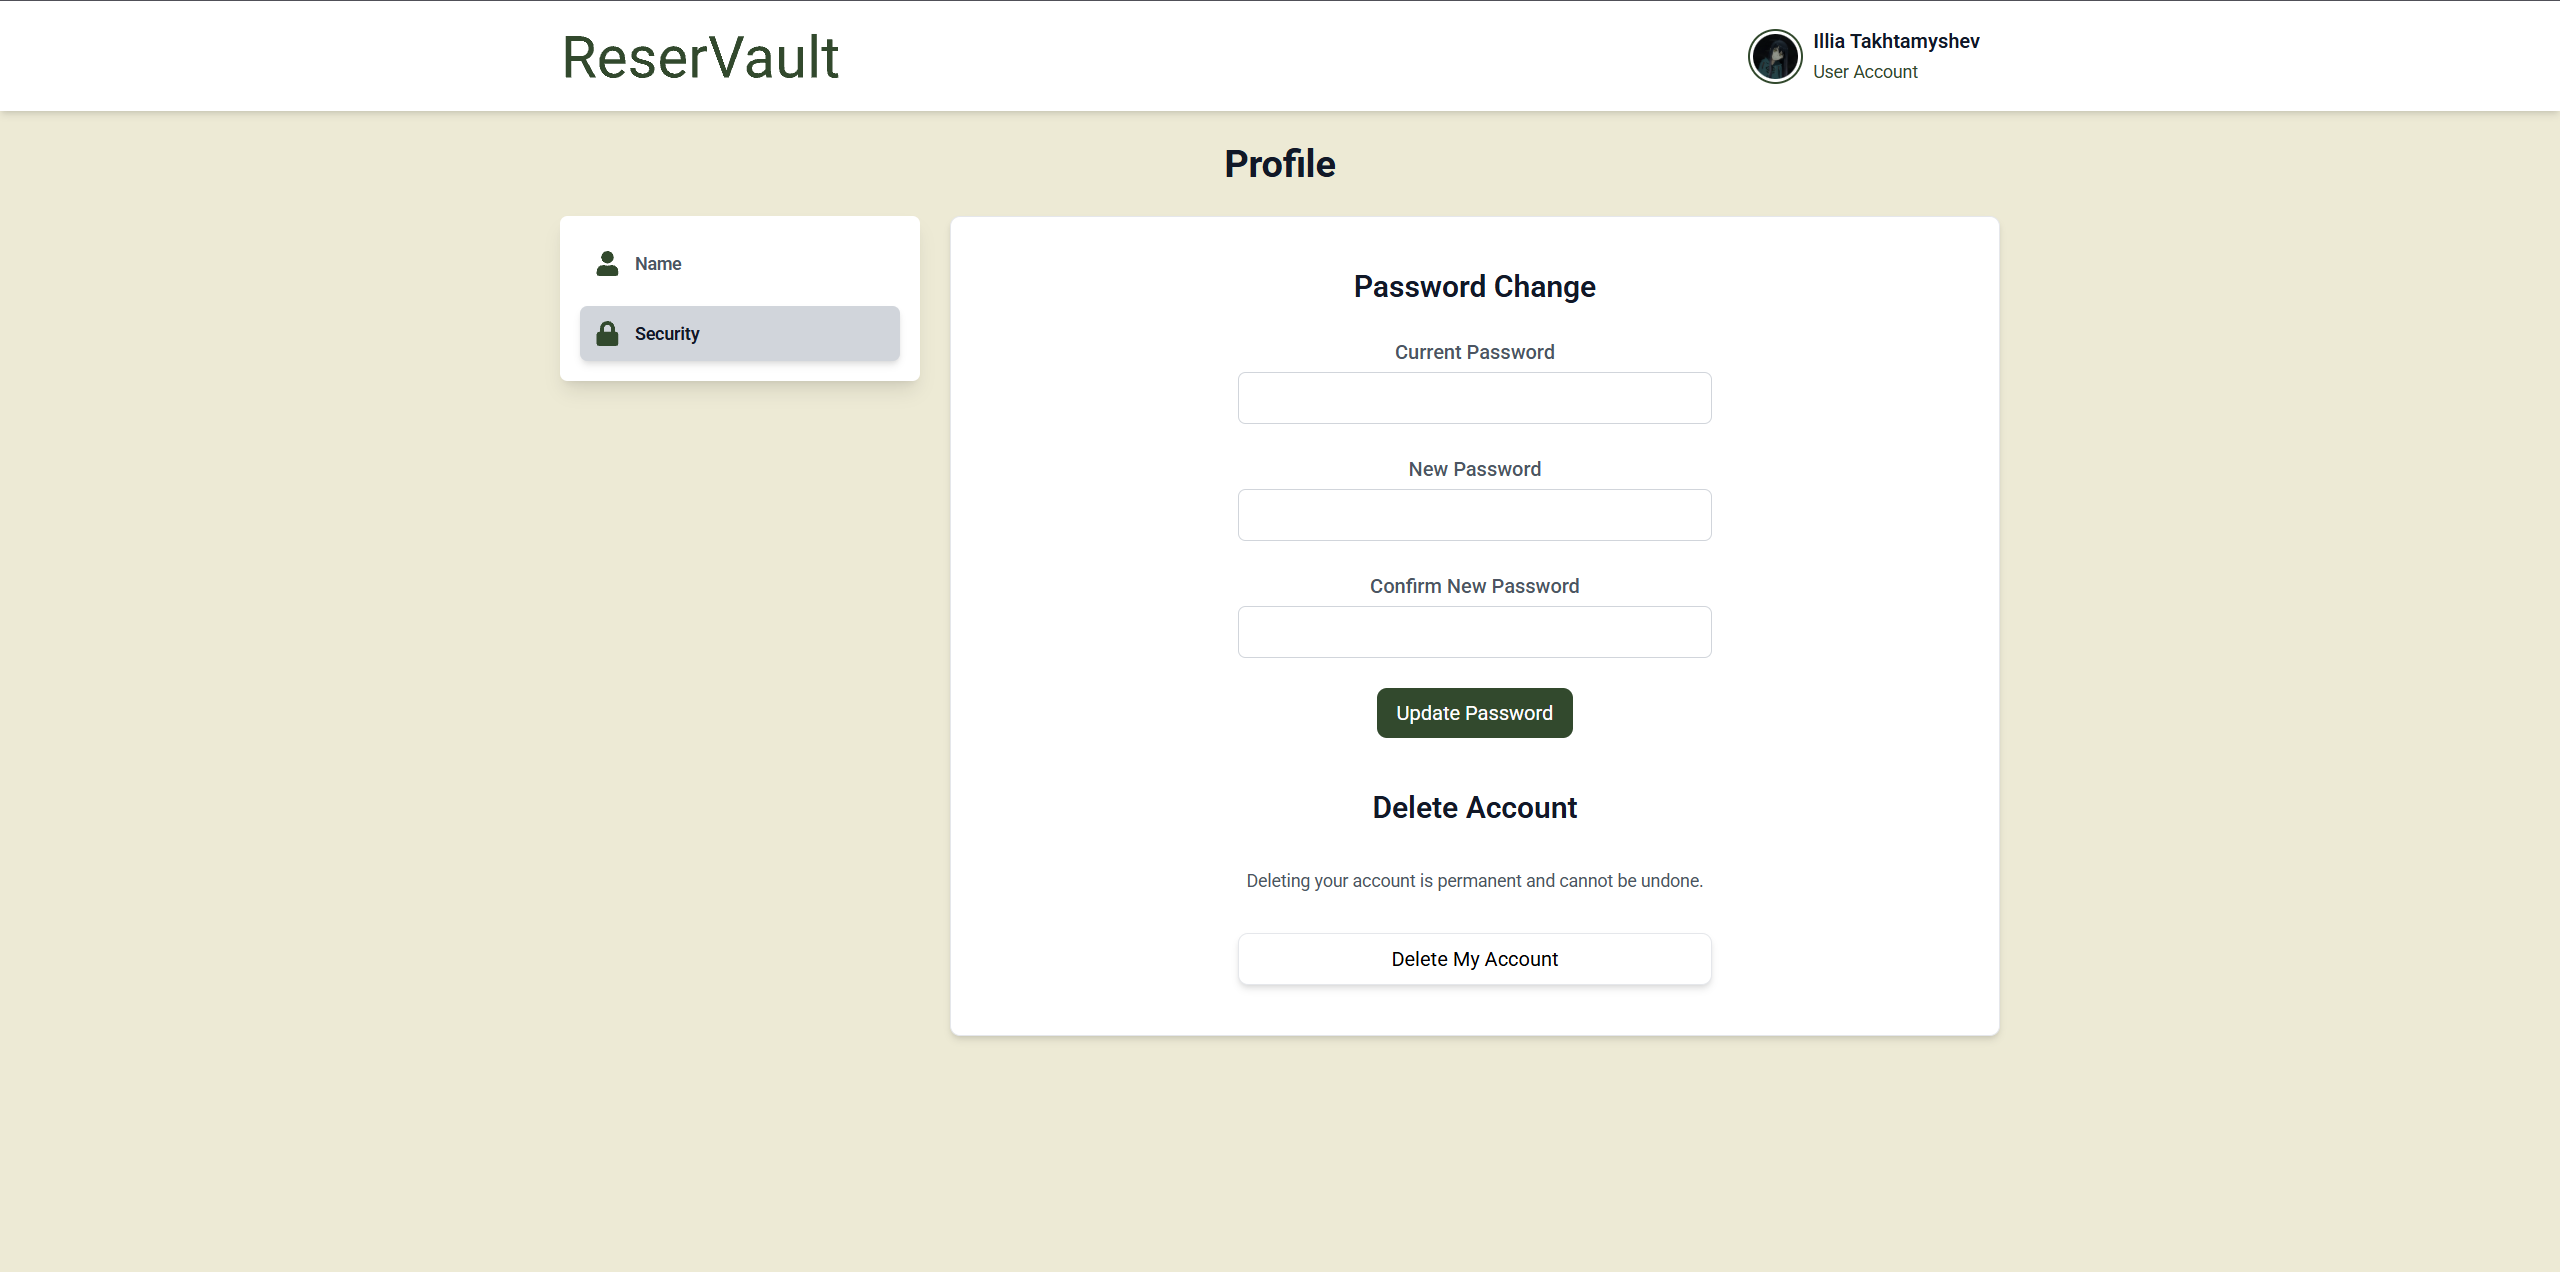 ReserVault
Illia Takhtamyshev
User Account
Profile
Name
Security
Password Change
Current Password
New Password
Confirm New Password
Update Password
Delete Account
Deleting your account is permanent and cannot be undone.
Delete My Account